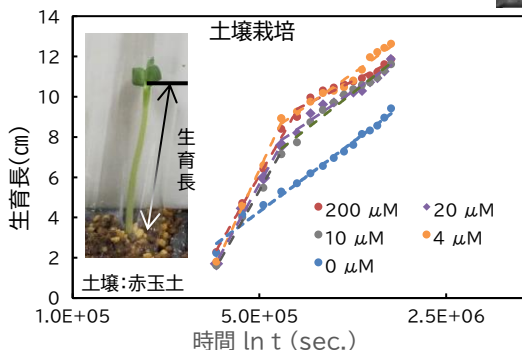 土壌栽培
14
12
10
8
6
4
2
0
生育長(㎝)
生育長
土壌:赤玉土
200 μM
20 μM
10 μM
4 μM
0 μM
1.0E+05
5.0E+05
2.5E+06
時間 ln t (sec.)